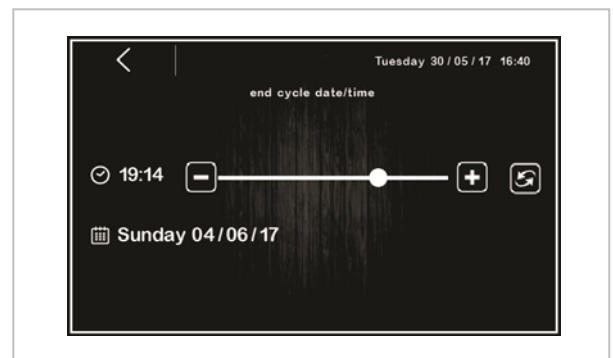 Tuesday 30 / 05 / 17 16:40
end cycle date/time
19:14
Sunday 04 / 06 / 17